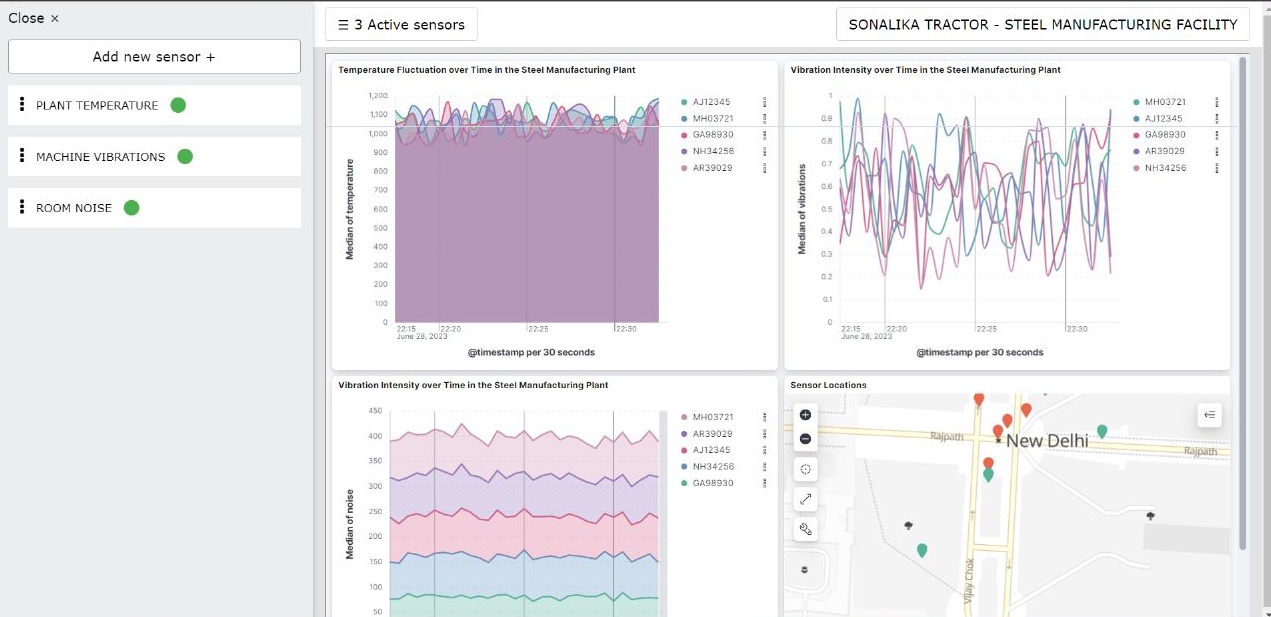 Close ×
Add new sensor +
PLANT TEMPERATURE
MACHINE VIBRATIONS
ROOM NOISE
☰ 3 Active sensors
SONALIKA TRACTOR - STEEL MANUFACTURING FACILITY
Temperature Fluctuation over Time in the Steel Manufacturing Plant
Median of temperature
1,200
1,100
1,000
900
800
700
600
500
400
300
200
100
0
22:15
June 28, 2023
22:20
22:25
22:30
@timestamp per 30 seconds
AJ12345
MH03721
GA98930
NH34256
AR39029
Vibration Intensity over Time in the Steel Manufacturing Plant
Median of vibrations
1
0.9
0.8
0.7
0.6
0.5
0.4
0.3
0.2
0.1
0
22:15
June 28, 2023
22:20
22:25
22:30
@timestamp per 30 seconds
MH03721
AJ12345
GA98930
AR39029
NH34256
Vibration Intensity over Time in the Steel Manufacturing Plant
Median of noise
450
400
350
300
250
200
150
100
50
MH03721
AR39029
AJ12345
NH34256
GA98930
Sensor Locations
Rajpath
New Delhi
Rajpath
Vijay Chok